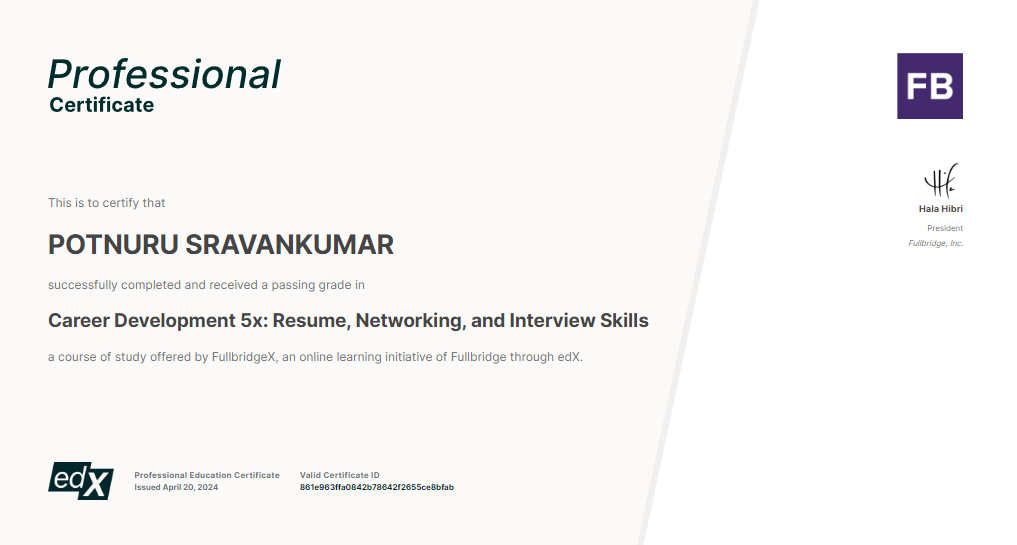 Professional
Certificate
FB
Hala Hibri
President
Fullbridge, Inc.
This is to certify that
POTNURU SRAVANKUMAR
successfully completed and received a passing grade in
Career Development 5x: Resume, Networking, and Interview Skills
a course of study offered by FullbridgeX, an online learning initiative of Fullbridge through edX.
edX
Professional Education Certificate
Issued April 20, 2024
Valid Certificate ID
861e963ffa0842b78642f2655ce8bfab